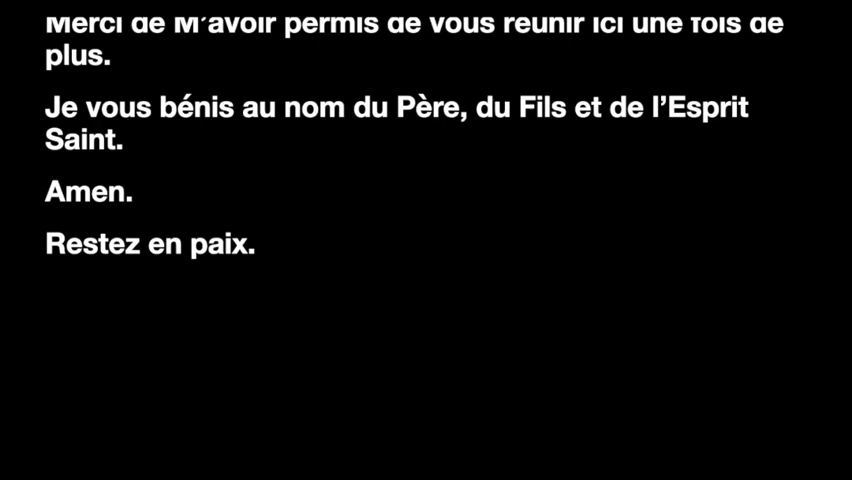 Merci de M'avoir permis de vous réunir ici une fois de
plus.
Je vous bénis au nom du Père, du Fils et de l’Esprit
Saint.
Amen.
Restez en paix.